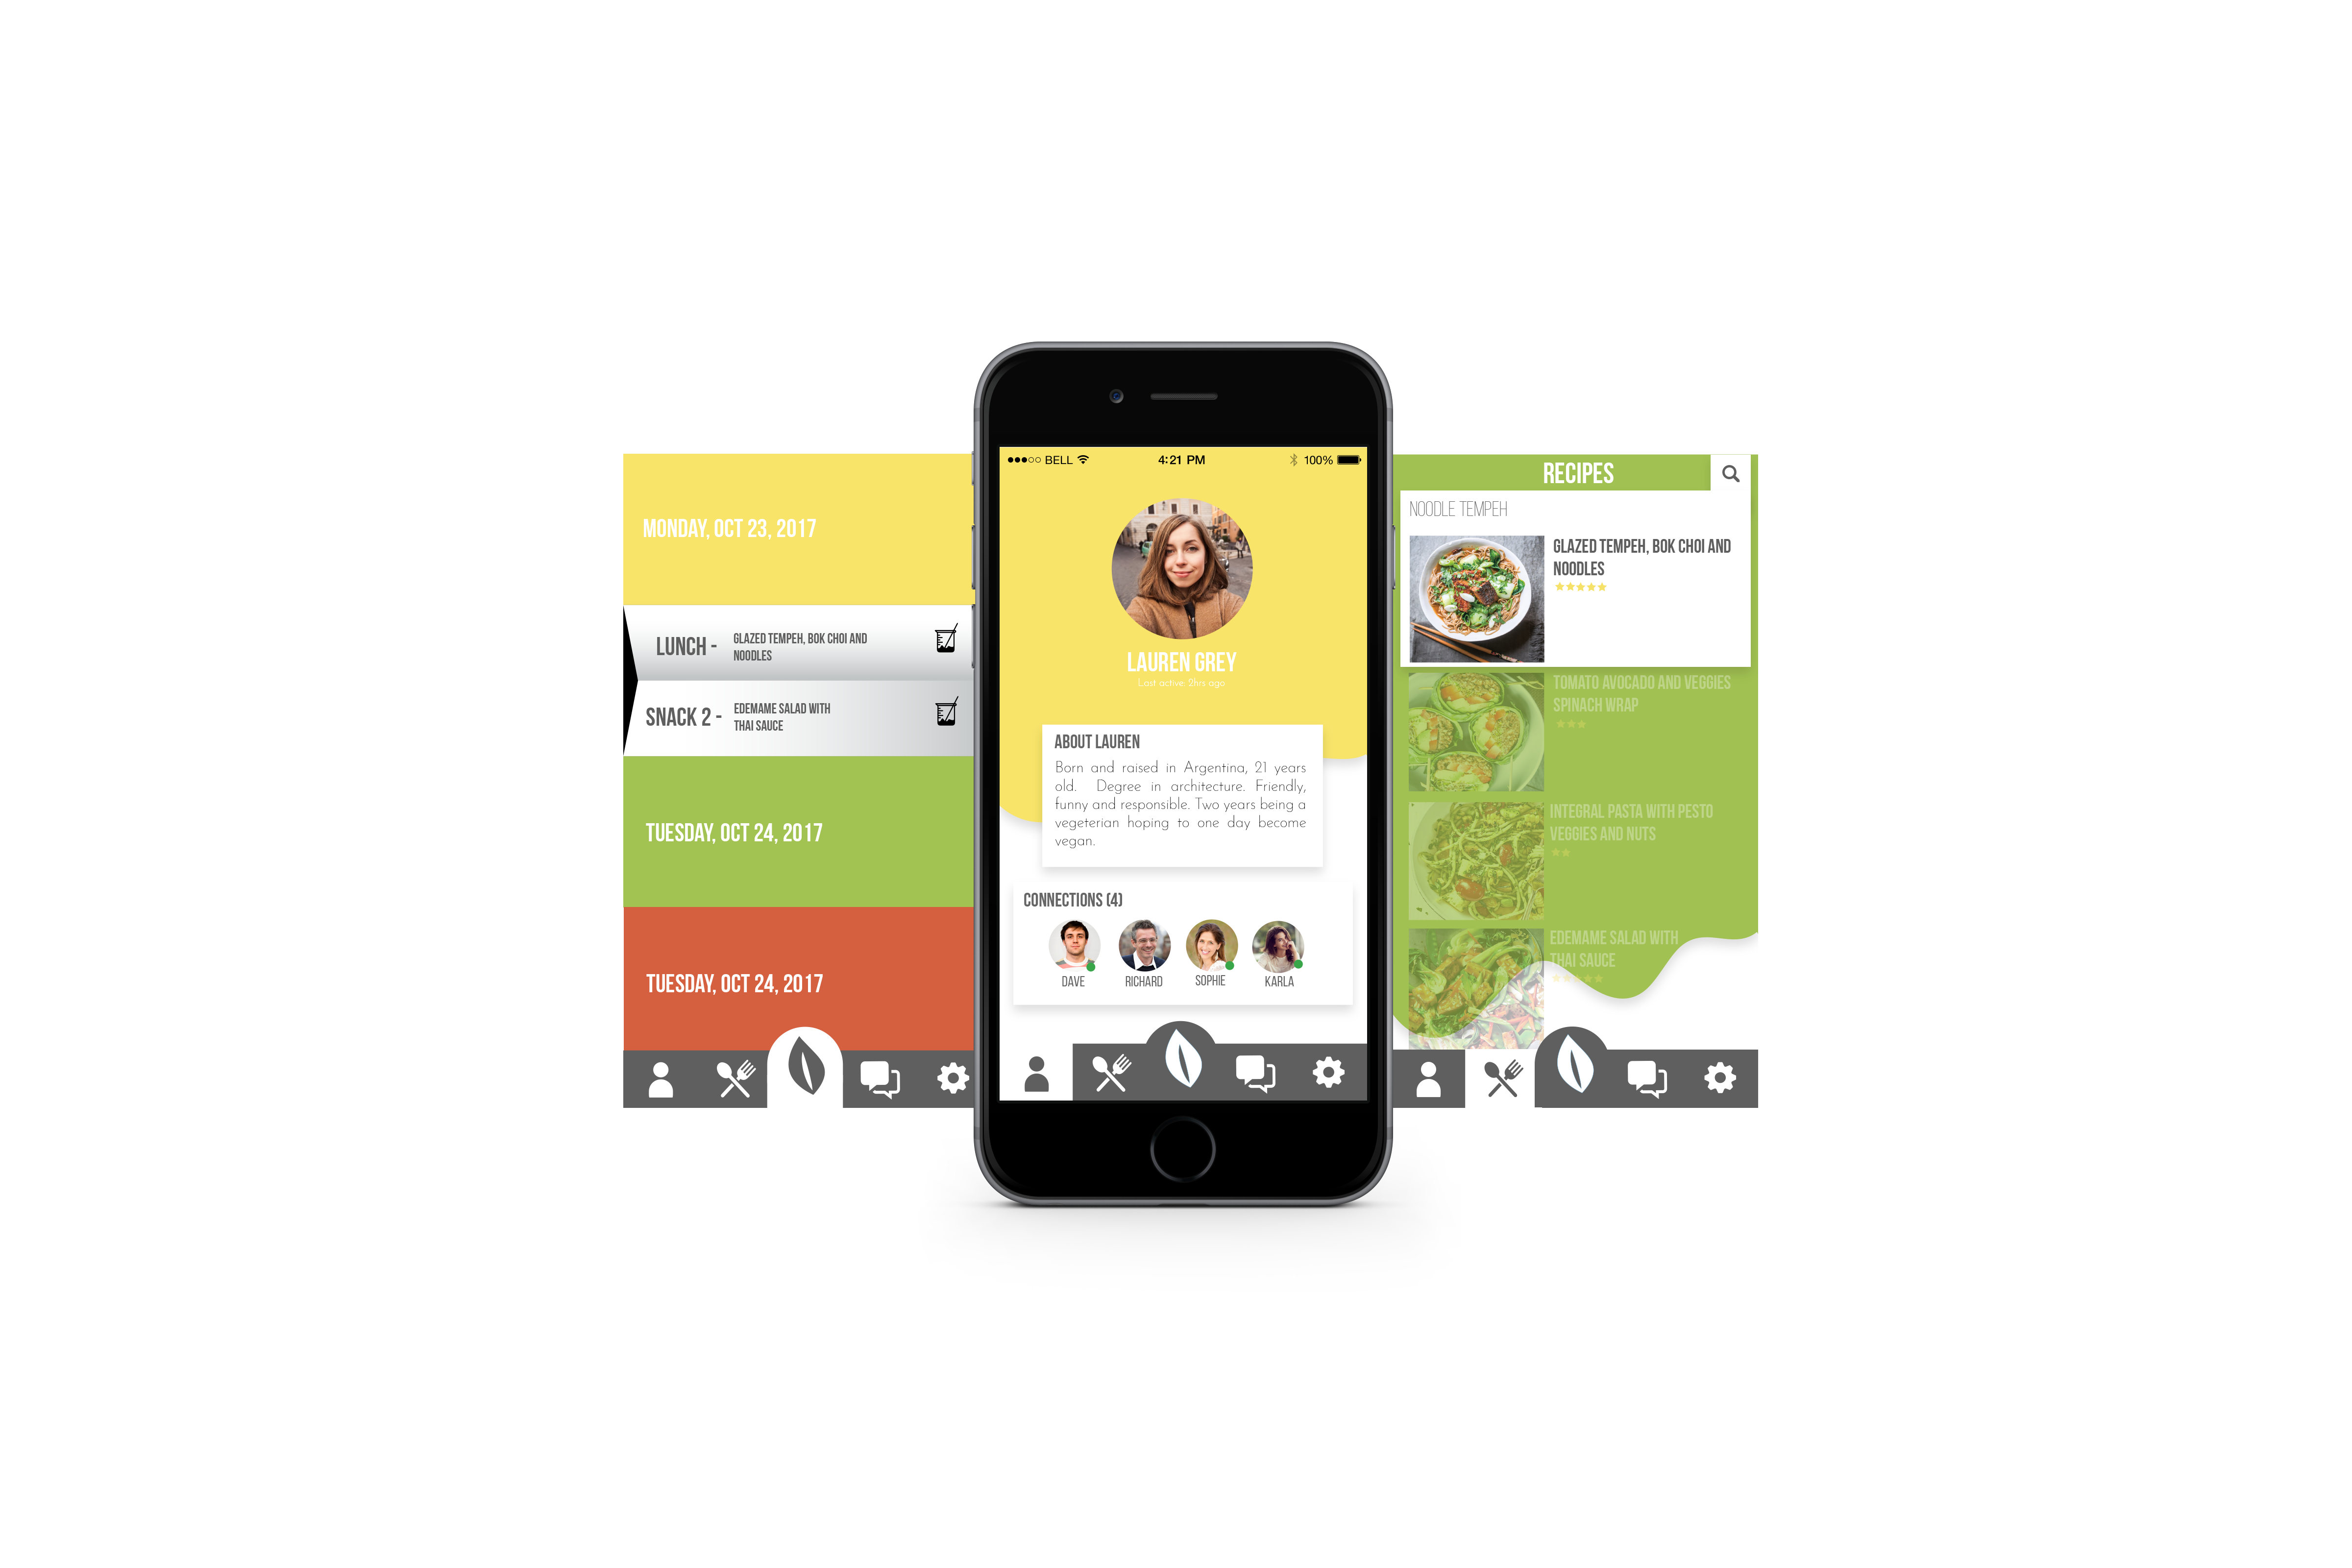 MONDAY, OCT 23, 2017
LUNCH -
GLAZED TEMPEH, BOK CHOI AND
NOODLES
SNACK 2 -
EDEMAME SALAD WITH
THAI SAUCE
TUESDAY, OCT 24, 2017
TUESDAY, OCT 24, 2017
BELL 4:21 PM 100%
LAUREN GREY
Last active: 2hrs ago
ABOUT LAUREN
Born and raised in Argentina, 21 years
old. Degree in architecture. Friendly,
funny and responsible. Two years being a
vegeterian hoping to one day become
vegan.
CONNECTIONS (4)
DAVE
RICHARD
SOPHIE
KARLA
RECIPES
NOODLE TEMPEH
GLAZED TEMPEH, BOK CHOI AND
NOODLES
TOMATO AVOCADO AND VEGGIES
SPINACH WRAP
INTEGRAL PASTA WITH PESTO
VEGGIES AND NUTS
EDEMAME SALAD WITH
THAI SAUCE